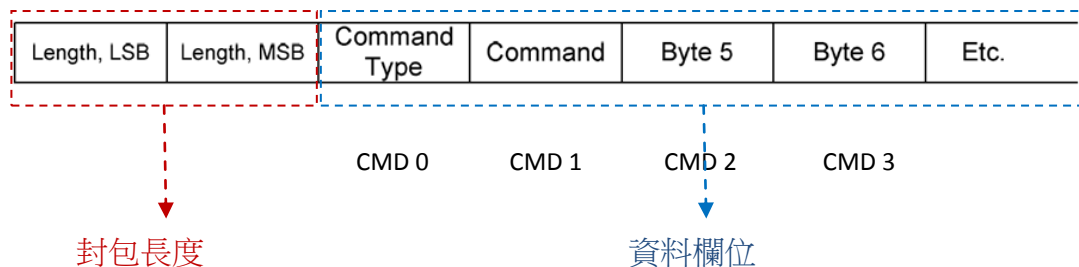 Length, LSB
Length, MSB
Command
Type
Command
Byte 5
Byte 6
Etc.
CMD 0
CMD 1
CMD 2
CMD 3
封包長度
資料欄位